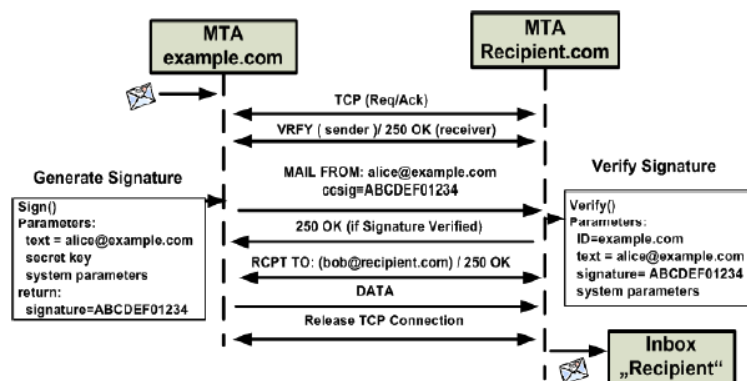 MTA
example.com
MTA
Recipient.com
TCP (Req/Ack)
VRFY ( sender )/ 250 OK (receiver)
Generate Signature
MAIL FROM: alice@example.com
ccsig=ABCDEF01234
Verify Signature
Sign()
Parameters:
text = alice@example.com
secret key
system parameters
return:
signature=ABCDEF01234
250 OK (if Signature Verified)
RCPT TO: (bob@recipient.com) / 250 OK
DATA
Release TCP Connection
Verify()
Parameters:
ID=example.com
text = alice@example.com
signature= ABCDEF01234
system parameters
Inbox
„Recipient“